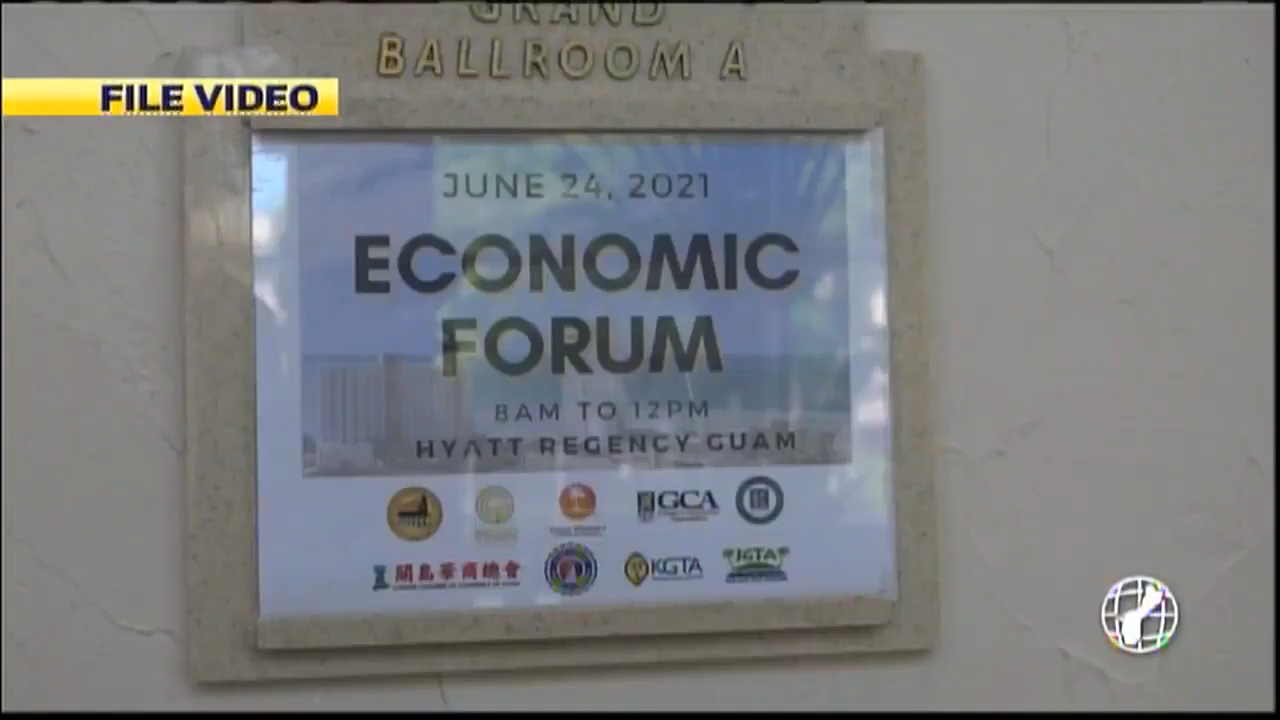 GRAND
BALLROOM A
FILE VIDEO
JUNE 24, 2021
ECONOMIC
FORUM
8AM TO 12PM
HYATT REGENCY GUAM
GCA
關島華商總會
KGTA
JGTA